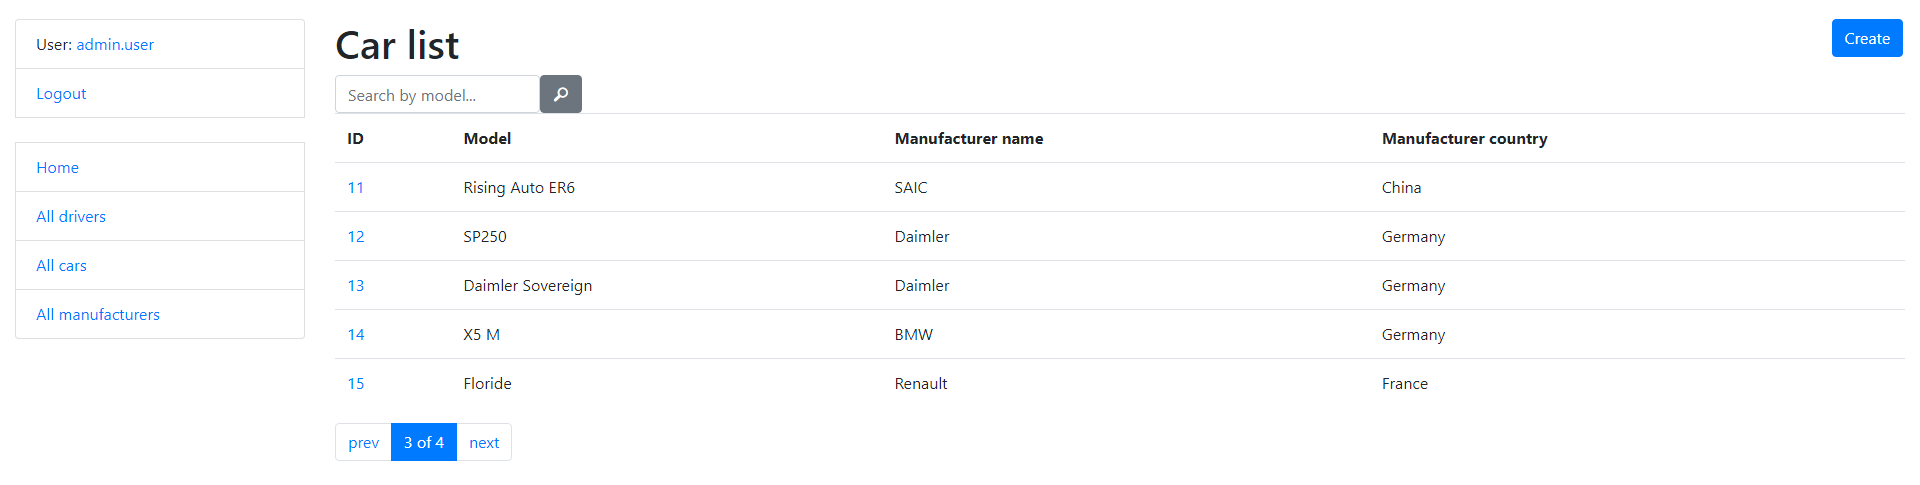 User: admin.user
Logout
Home
All drivers
All cars
All manufacturers
Car list
Create
Search by model...
ID Model Manufacturer name Manufacturer country
11 Rising Auto ER6 SAIC China
12 SP250 Daimler Germany
13 Daimler Sovereign Daimler Germany
14 X5 M BMW Germany
15 Floride Renault France
prev 3 of 4 next